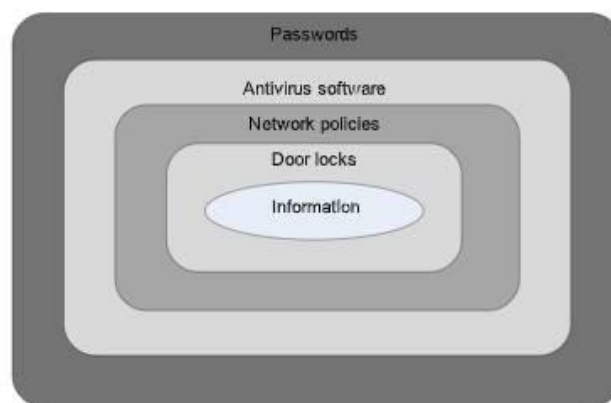 Passwords
Antivirus software
Network policies
Door locks
Information